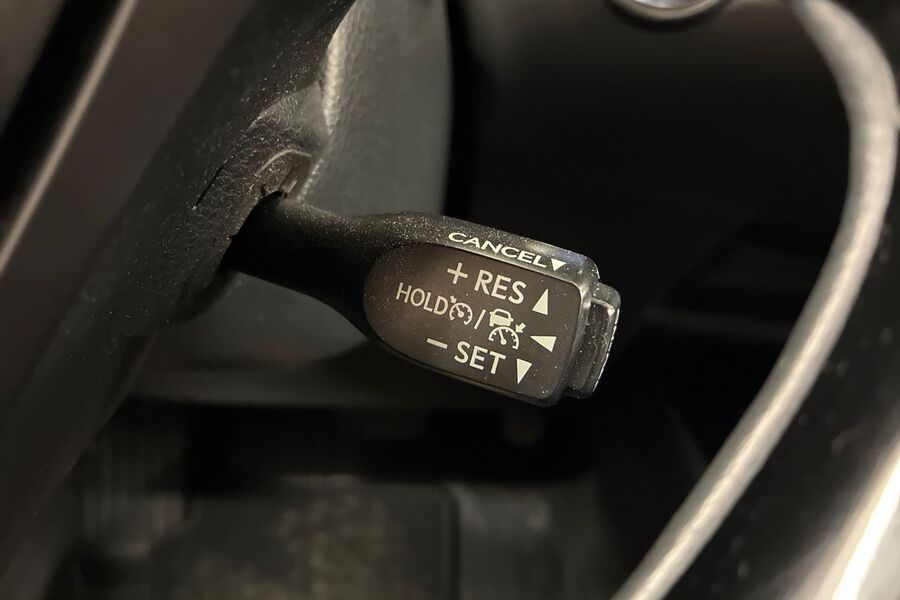 CANCEL▼
+ RES ▲
HOLD /
− SET ▼